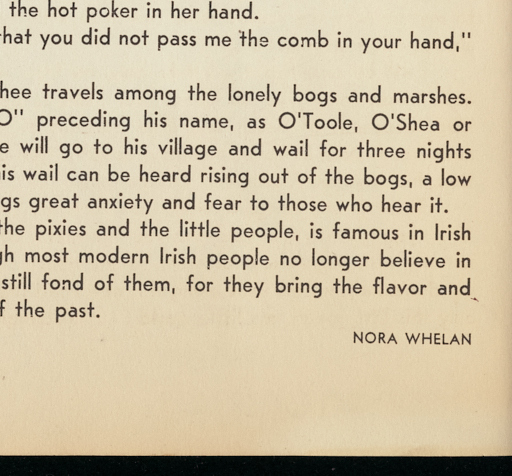 the hot poker in her hand.
that you did not pass me the comb in your hand,"
hee travels among the lonely bogs and marshes.
O" preceding his name, as O'Toole, O'Shea or
e will go to his village and wail for three nights
is wail can be heard rising out of the bogs, a low
gs great anxiety and fear to those who hear it.
the pixies and the little people, is famous in Irish
gh most modern Irish people no longer believe in
still fond of them, for they bring the flavor and
f the past.
NORA WHELAN